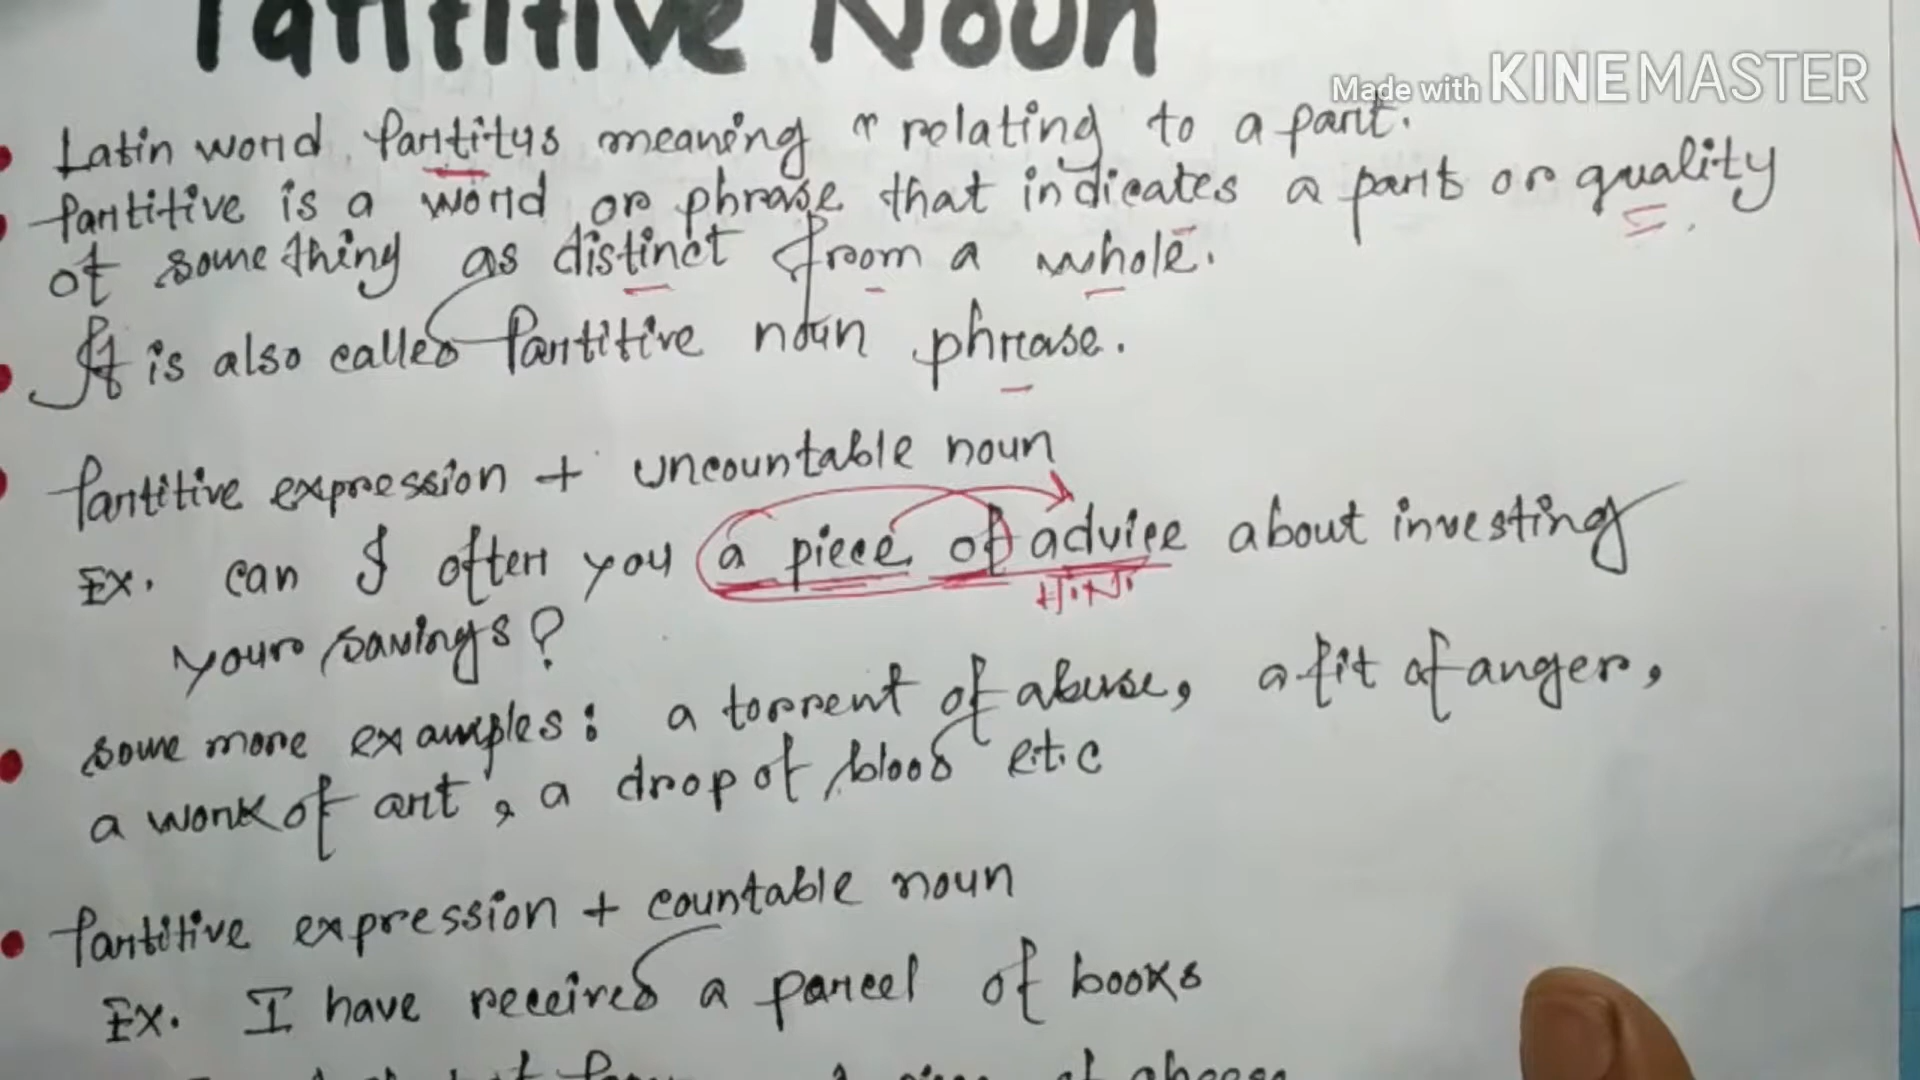 Partitive Noun
Made with KINEMASTER
Latin word Partitus meaning relating to a part.
Partitive is a word or phrase that indicates a part or quality
of something as distinct from a whole.
It is also called Partitive noun phrase.
Partitive expression + uncountable noun
Ex. can I offer you a piece of advice about investing
your savings?
some more examples: a torrent of abuse, a fit of anger,
a work of art, a drop of blood e.t.c
Partitive expression + countable noun
Ex. I have received a parcel of books
of cheese